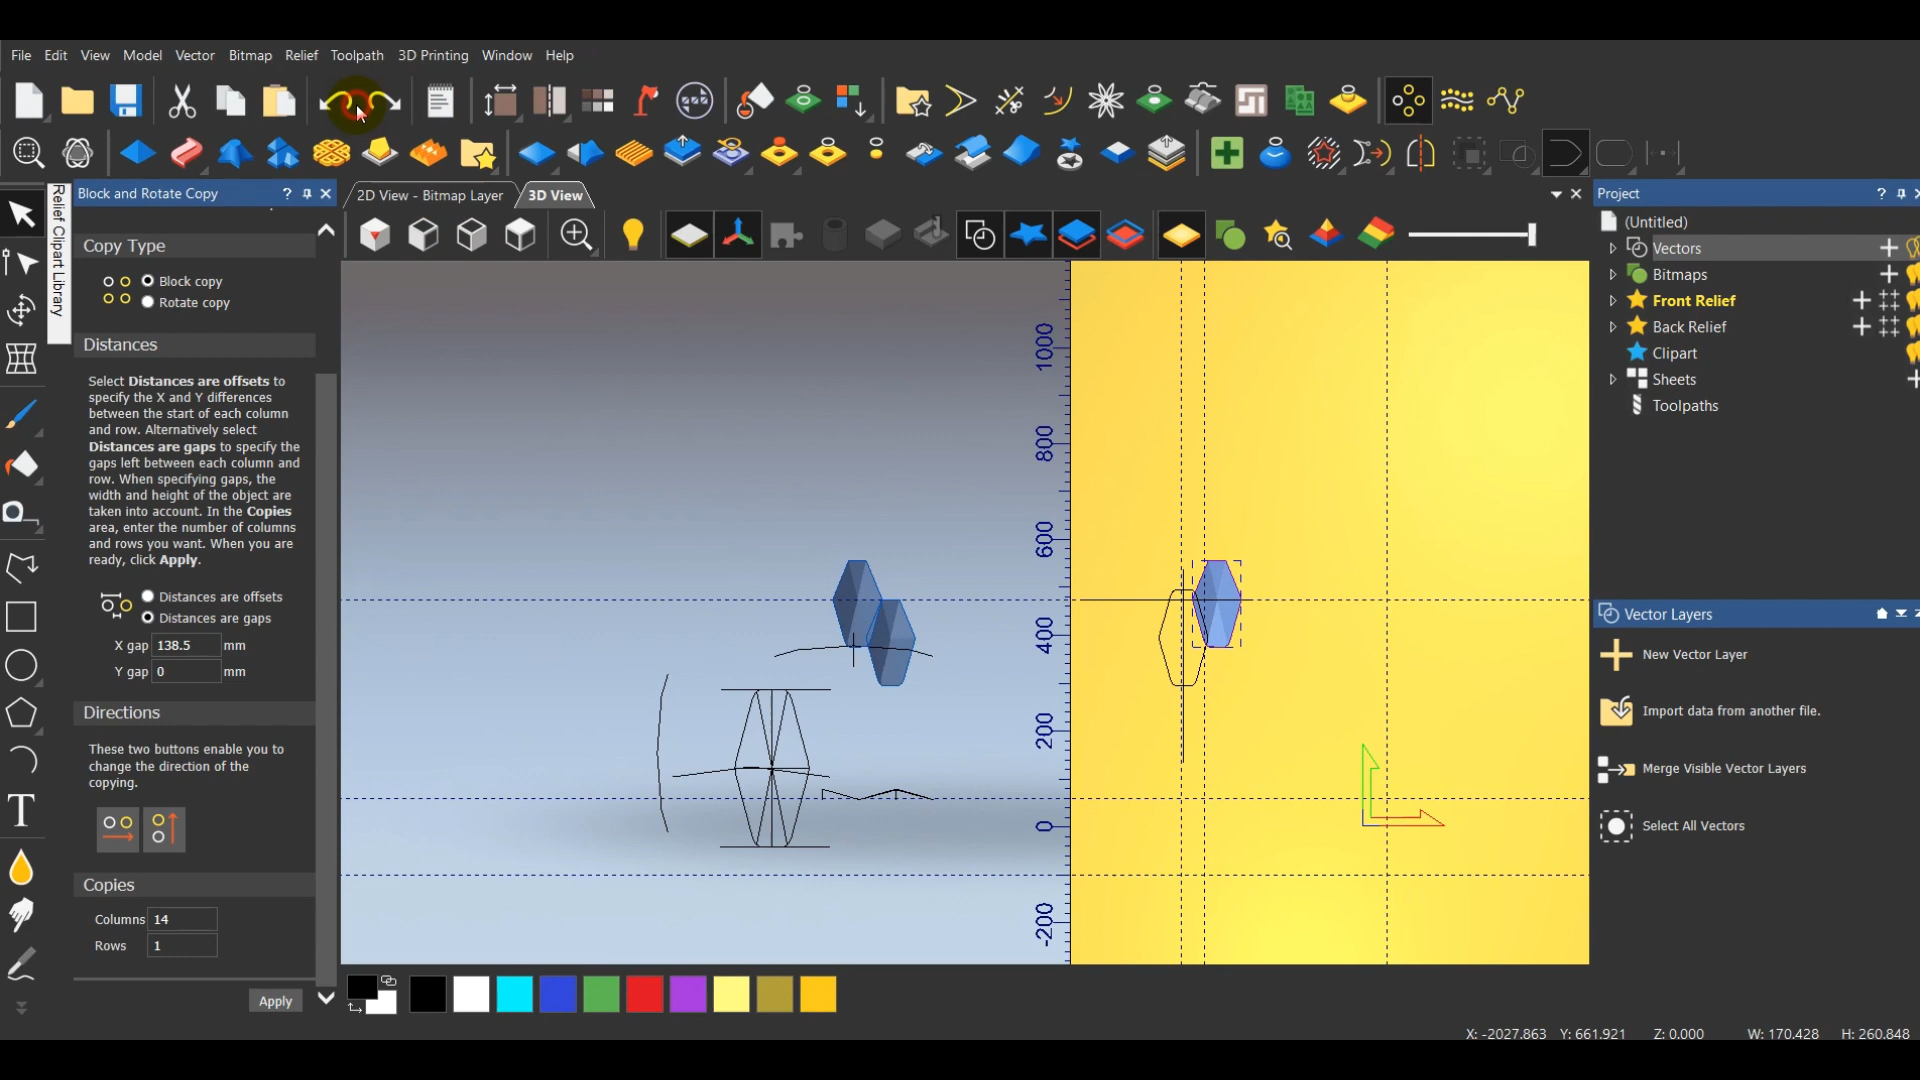 File Edit View Model Vector Bitmap Relief Toolpath 3D Printing Window Help
Block and Rotate Copy ?
2D View - Bitmap Layer
3D View
Project ?
Relief Clipart Library
Copy Type
Block copy
Rotate copy
Distances
Select Distances are offsets to
specify the X and Y differences
between the start of each column
and row. Alternatively select
Distances are gaps to specify the
gaps left between each column and
row. When specifying gaps, the
width and height of the object are
taken into account. In the Copies
area, enter the number of columns
and rows you want. When you are
ready, click Apply.
Distances are offsets
Distances are gaps
X gap 138.5 mm
Y gap 0 mm
Directions
These two buttons enable you to
change the direction of the
copying.
Copies
Columns 14
Rows 1
Apply
1000
800
600
400
200
0
-200
(Untitled)
Vectors
Bitmaps
Front Relief
Back Relief
Clipart
Sheets
Toolpaths
Vector Layers
New Vector Layer
Import data from another file.
Merge Visible Vector Layers
Select All Vectors
X: -2027.863 Y: 661.921 Z: 0.000 W: 170.428 H: 260.848